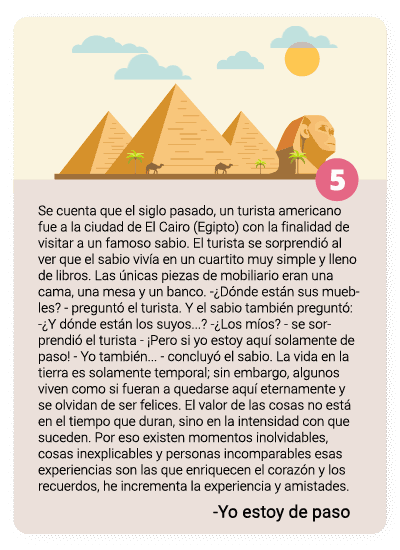 5
Se cuenta que el siglo pasado, un turista americano
fue a la ciudad de El Cairo (Egipto) con la finalidad de
visitar a un famoso sabio. El turista se sorprendió al
ver que el sabio vivía en un cuartito muy simple y lleno
de libros. Las únicas piezas de mobiliario eran una
cama, una mesa y un banco. -¿Dónde están sus mueb-
les? - preguntó el turista. Y el sabio también preguntó:
-¿Y dónde están los suyos...? -¿Los míos? - se sor-
prendió el turista - ¡Pero si yo estoy aquí solamente de
paso! - Yo también... - concluyó el sabio. La vida en la
tierra es solamente temporal; sin embargo, algunos
viven como si fueran a quedarse aquí eternamente y
se olvidan de ser felices. El valor de las cosas no está
en el tiempo que duran, sino en la intensidad con que
suceden. Por eso existen momentos inolvidables,
cosas inexplicables y personas incomparables esas
experiencias son las que enriquecen el corazón y los
recuerdos, he incrementa la experiencia y amistades.
-Yo estoy de paso